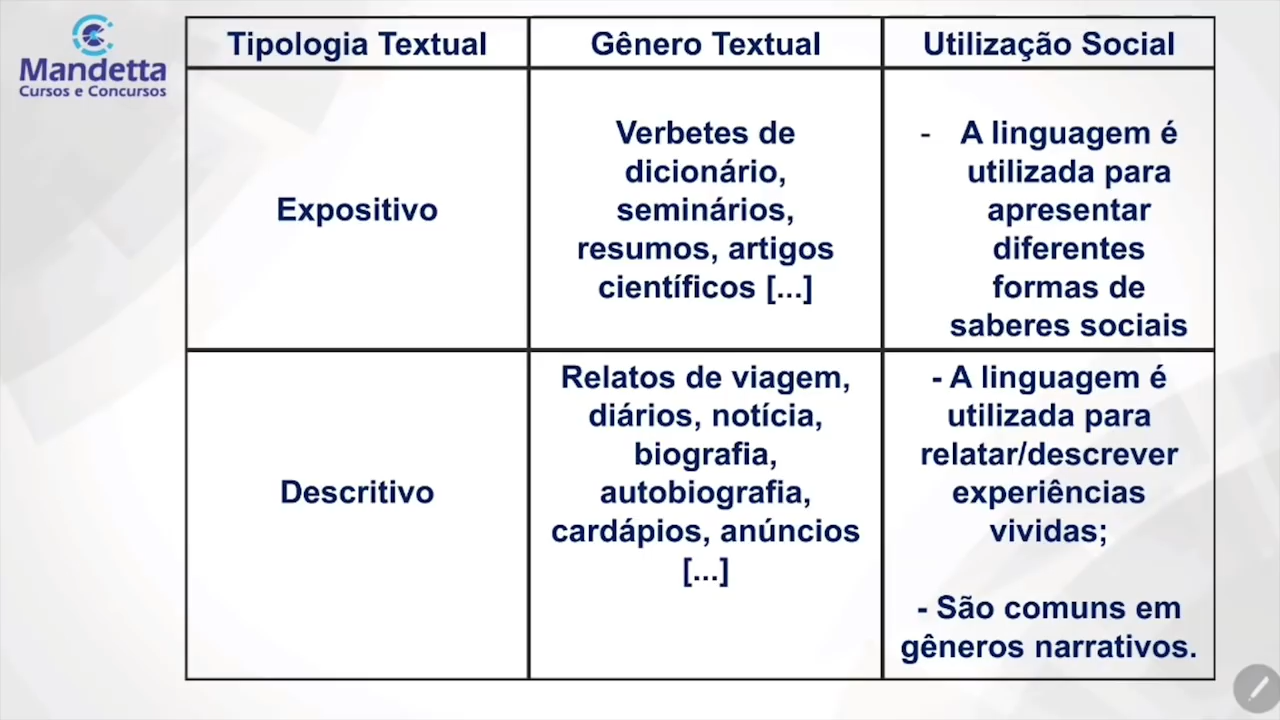 Mandetta
Cursos e Concursos
Tipologia Textual
Gênero Textual
Utilização Social
Expositivo
Verbetes de
dicionário,
seminários,
resumos, artigos
científicos [...]
- A linguagem é
utilizada para
apresentar
diferentes
formas de
saberes sociais
Descritivo
Relatos de viagem,
diários, notícia,
biografia,
autobiografia,
cardápios, anúncios
[...]
- A linguagem é
utilizada para
relatar/descrever
experiências
vividas;
- São comuns em
gêneros narrativos.